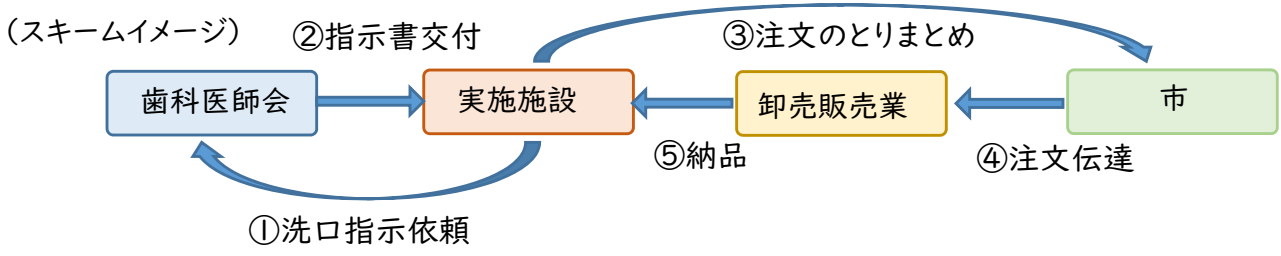 (スキームイメージ)
②指示書交付
③注文のとりまとめ
歯科医師会
実施施設
卸売販売業
市
⑤納品
④注文伝達
①洗口指示依頼